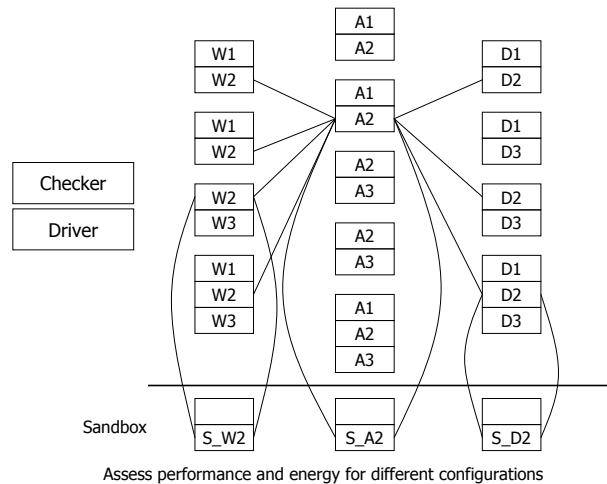 A1
A2
W1
W2
D1
D2
A1
A2
W1
W2
D1
D3
A2
A3
Checker
Driver
W2
W3
D2
D3
A2
A3
W1
W2
W3
D1
D2
D3
A1
A2
A3
Sandbox
S_W2
S_A2
S_D2
Assess performance and energy for different configurations